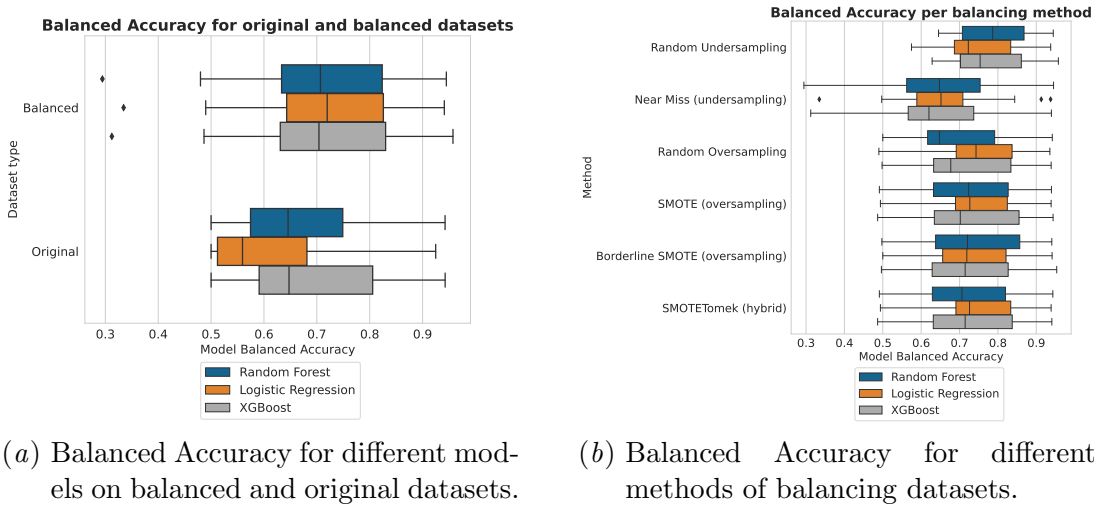 Balanced Accuracy for original and balanced datasets
Dataset type
Balanced
Original
0.3 0.4 0.5 0.6 0.7 0.8 0.9
Model Balanced Accuracy
Random Forest
Logistic Regression
XGBoost
(a) Balanced Accuracy for different mod-
els on balanced and original datasets.
Balanced Accuracy per balancing method
Method
Random Undersampling
Near Miss (undersampling)
Random Oversampling
SMOTE (oversampling)
Borderline SMOTE (oversampling)
SMOTETomek (hybrid)
0.3 0.4 0.5 0.6 0.7 0.8 0.9
Model Balanced Accuracy
Random Forest
Logistic Regression
XGBoost
(b) Balanced Accuracy for different
methods of balancing datasets.